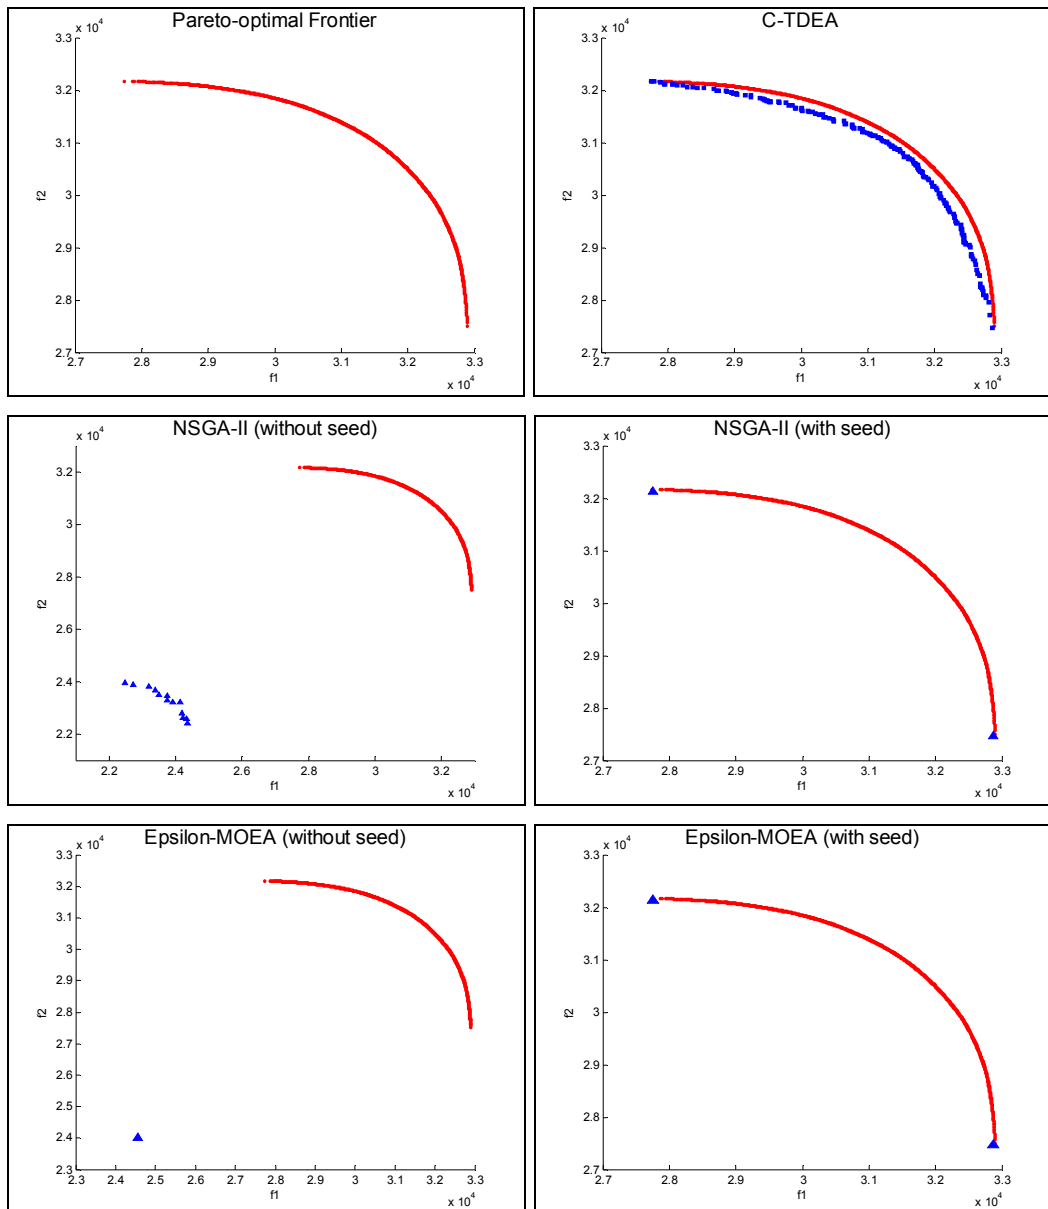 Pareto-optimal Frontier
x 10^4
3.3
3.2
3.1
3
2.9
2.8
2.7
f2
2.7 2.8 2.9 3 3.1 3.2 3.3
f1
x 10^4
C-TDEA
x 10^4
3.3
3.2
3.1
3
2.9
2.8
2.7
f2
2.7 2.8 2.9 3 3.1 3.2 3.3
f1
x 10^4
NSGA-II (without seed)
x 10^4
3.2
3
2.8
2.6
2.4
2.2
f2
2.2 2.4 2.6 2.8 3 3.2
f1
x 10^4
NSGA-II (with seed)
x 10^4
3.3
3.2
3.1
3
2.9
2.8
2.7
f2
2.7 2.8 2.9 3 3.1 3.2 3.3
f1
x 10^4
Epsilon-MOEA (without seed)
x 10^4
3.3
3.2
3.1
3
2.9
2.8
2.7
2.6
2.5
2.4
2.3
f2
2.3 2.4 2.5 2.6 2.7 2.8 2.9 3 3.1 3.2 3.3
f1
x 10^4
Epsilon-MOEA (with seed)
x 10^4
3.3
3.2
3.1
3
2.9
2.8
2.7
f2
2.7 2.8 2.9 3 3.1 3.2 3.3
f1
x 10^4